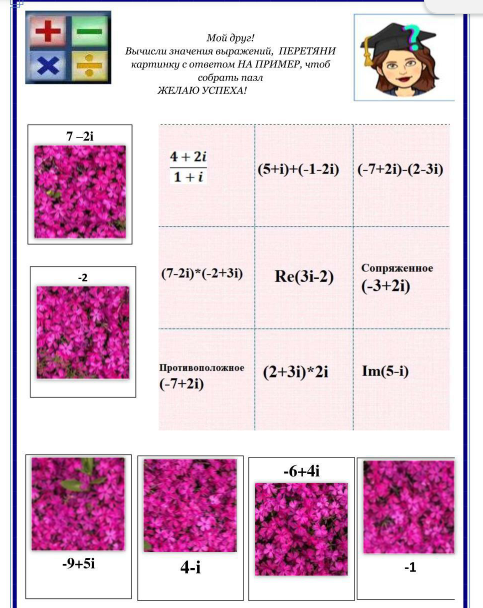 Мой друг!
Вычисли значения выражений, ПЕРЕТЯНИ
картинку с ответом НА ПРИМЕР, чтоб
собрать пазл
ЖЕЛАЮ УСПЕХА!
7 –2i
4 + 2i
1 + i
(5+i)+(-1-2i)
(-7+2i)-(2-3i)
-2
(7-2i)*(-2+3i)
Re(3i-2)
Сопряженное
(-3+2i)
Противоположное
(-7+2i)
(2+3i)*2i
Im(5-i)
-9+5i
4-i
-6+4i
-1